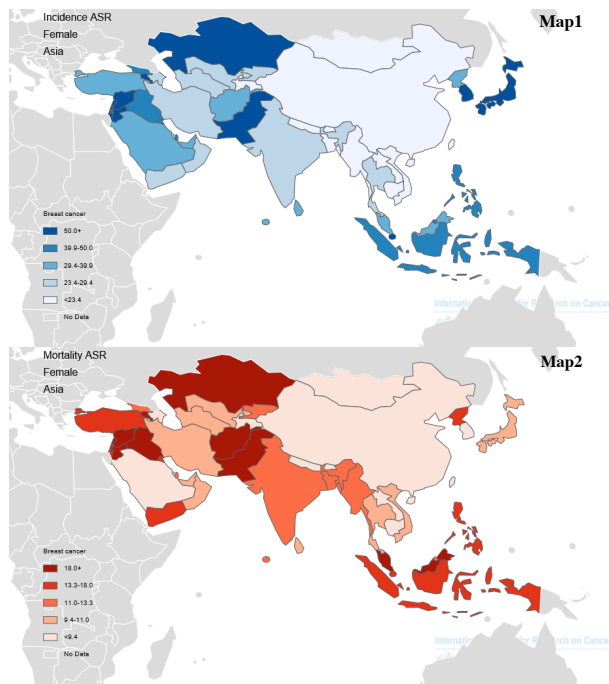 Incidence ASR
Female
Asia
Map1
Breast cancer
50.0+
39.9-50.0
29.4-39.9
23.4-29.4
<23.4
No Data
Mortality ASR
Female
Asia
Map2
Breast cancer
18.0+
13.3-18.0
11.0-13.3
9.4-11.0
<9.4
No Data